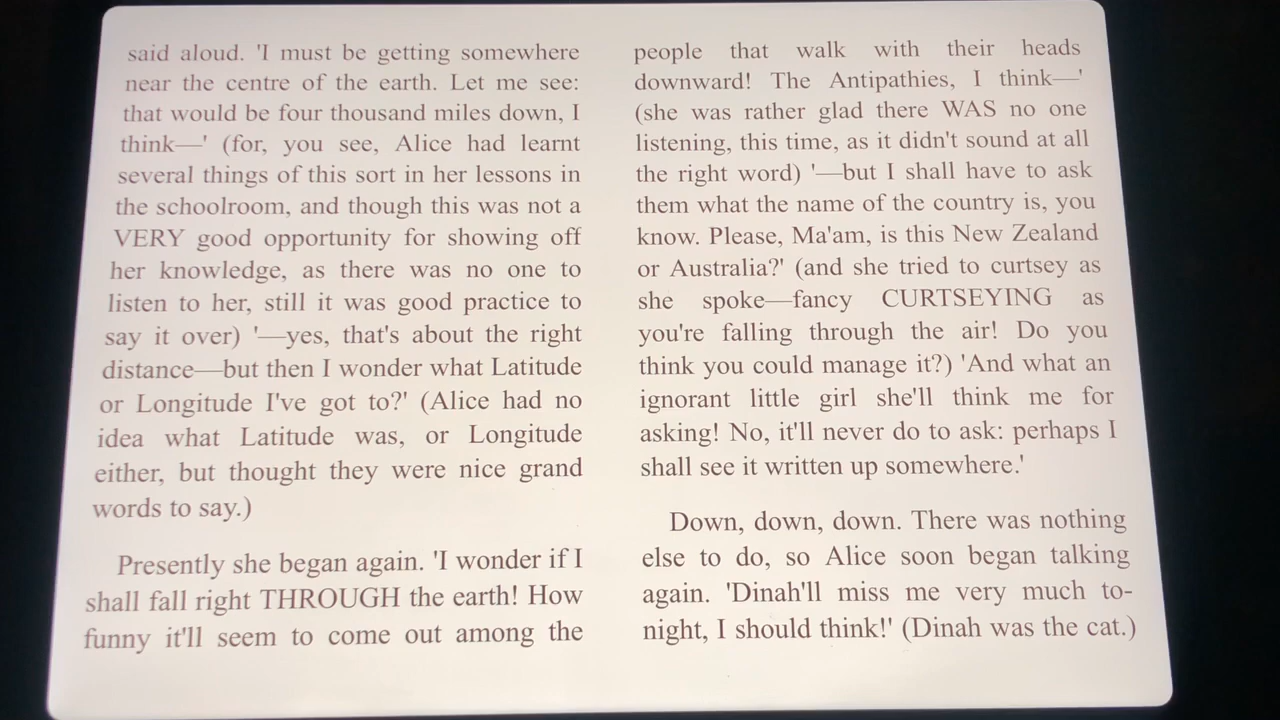 said aloud. 'I must be getting somewhere
near the centre of the earth. Let me see:
that would be four thousand miles down, I
think—' (for, you see, Alice had learnt
several things of this sort in her lessons in
the schoolroom, and though this was not a
VERY good opportunity for showing off
her knowledge, as there was no one to
listen to her, still it was good practice to
say it over) '—yes, that's about the right
distance—but then I wonder what Latitude
or Longitude I've got to?' (Alice had no
idea what Latitude was, or Longitude
either, but thought they were nice grand
words to say.)
Presently she began again. 'I wonder if I
shall fall right THROUGH the earth! How
funny it'll seem to come out among the
people that walk with their heads
downward! The Antipathies, I think—'
(she was rather glad there WAS no one
listening, this time, as it didn't sound at all
the right word) '—but I shall have to ask
them what the name of the country is, you
know. Please, Ma'am, is this New Zealand
or Australia?' (and she tried to curtsey as
she spoke—fancy CURTSEYING as
you're falling through the air! Do you
think you could manage it?) 'And what an
ignorant little girl she'll think me for
asking! No, it'll never do to ask: perhaps I
shall see it written up somewhere.'
Down, down, down. There was nothing
else to do, so Alice soon began talking
again. 'Dinah'll miss me very much to-
night, I should think!' (Dinah was the cat.)